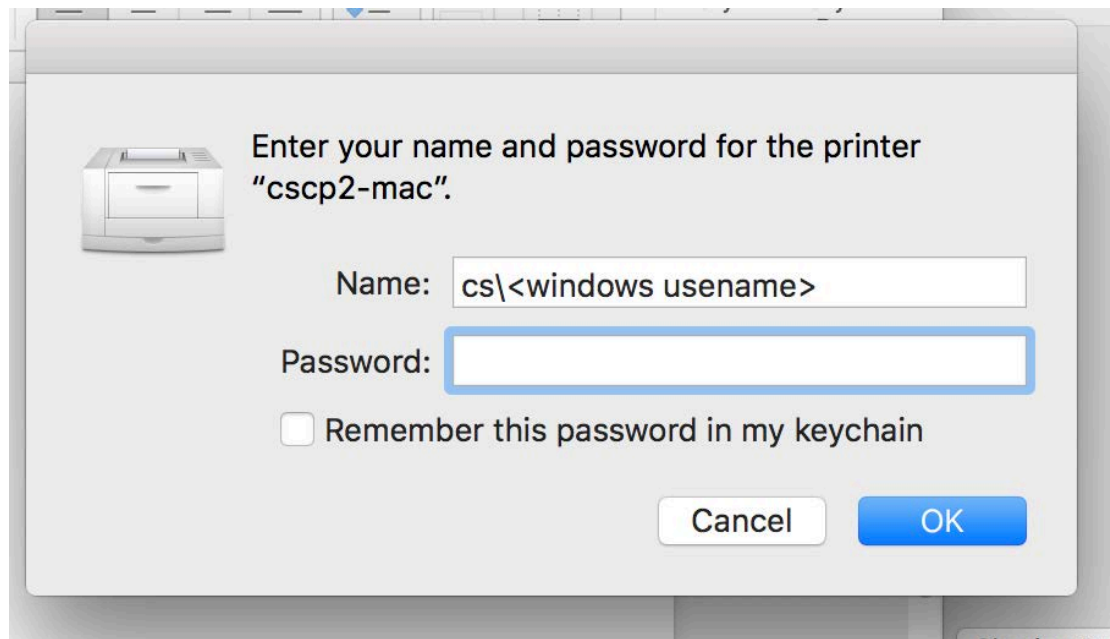 Enter your name and password for the printer
“cscp2-mac”.
Name: cs\<windows usename>
Password:
Remember this password in my keychain
Cancel OK